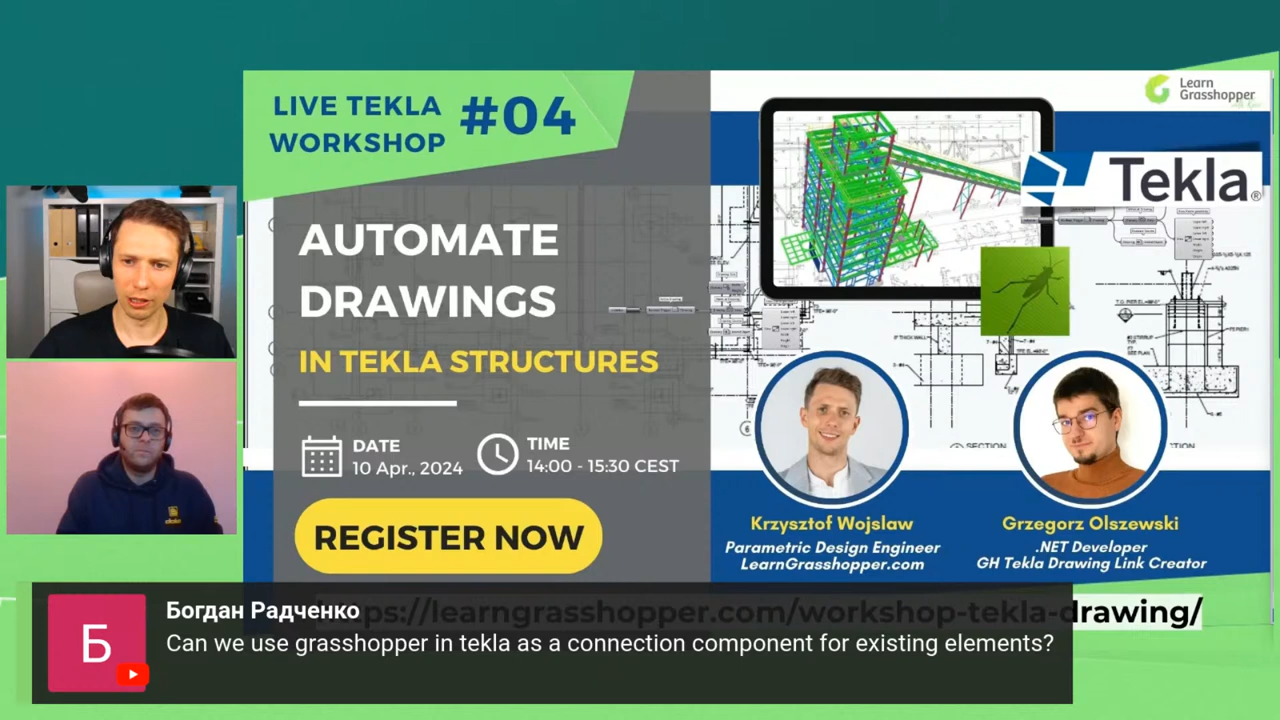 LIVE TEKLA
WORKSHOP
#04
Learn
Grasshopper
Tekla®
AUTOMATE
DRAWINGS
IN TEKLA STRUCTURES
DATE
10 Apr., 2024
TIME
14:00 - 15:30 CEST
REGISTER NOW
Krzysztof Wojslaw
Parametric Design Engineer
LearnGrasshopper.com
Grzegorz Olszewski
.NET Developer
GH Tekla Drawing Link Creator
https://learngrasshopper.com/workshop-tekla-drawing/
Б
Богдан Радченко
Can we use grasshopper in tekla as a connection component for existing elements?